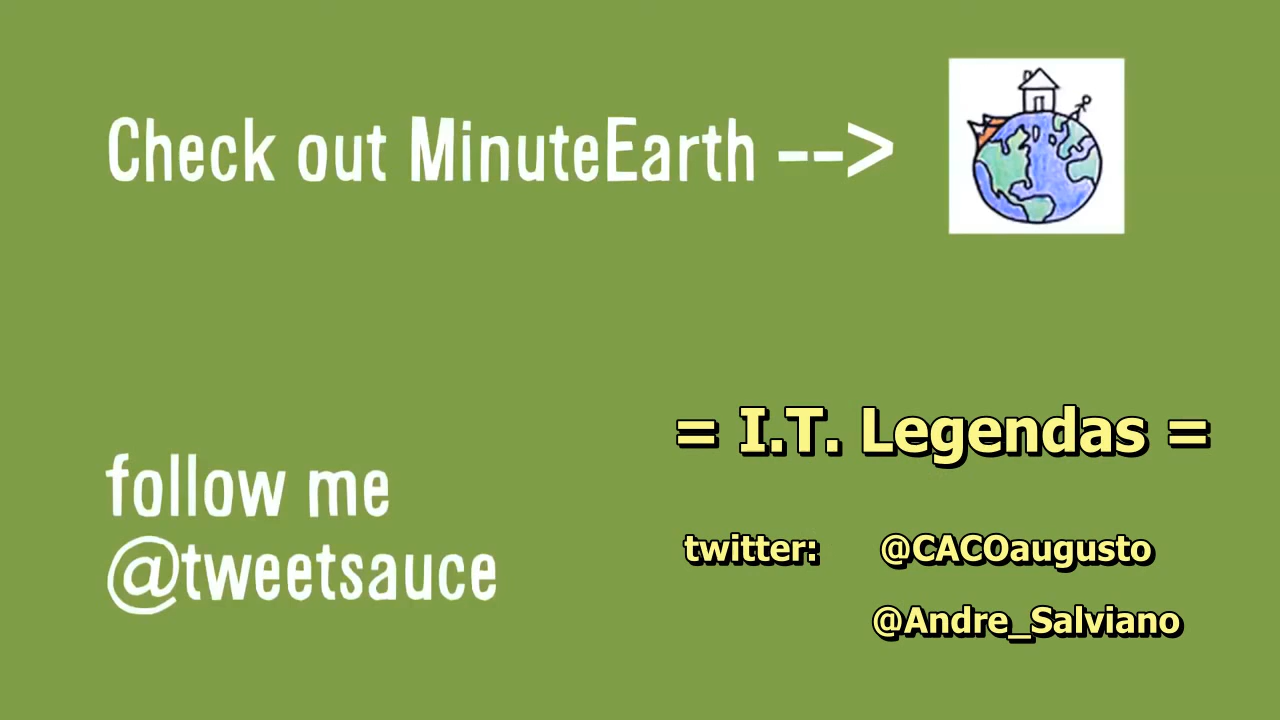 Check out MinuteEarth -->
follow me
@tweetsauce
= I.T. Legendas =
twitter: @CACOaugusto
@Andre_Salviano